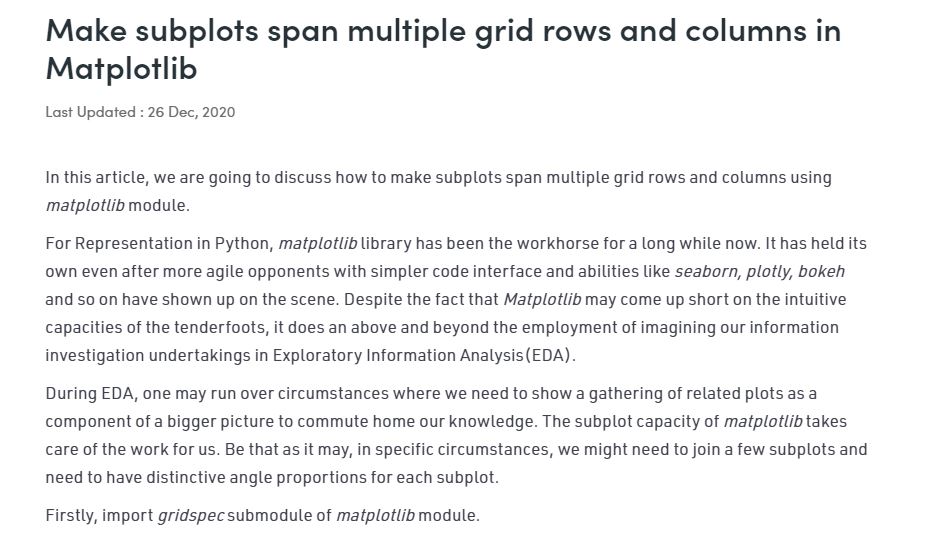 Make subplots span multiple grid rows and columns in
Matplotlib
Last Updated : 26 Dec, 2020
In this article, we are going to discuss how to make subplots span multiple grid rows and columns using
matplotlib module.
For Representation in Python, matplotlib library has been the workhorse for a long while now. It has held its
own even after more agile opponents with simpler code interface and abilities like seaborn, plotly, bokeh
and so on have shown up on the scene. Despite the fact that Matplotlib may come up short on the intuitive
capacities of the tenderfoots, it does an above and beyond the employment of imagining our information
investigation undertakings in Exploratory Information Analysis(EDA).
During EDA, one may run over circumstances where we need to show a gathering of related plots as a
component of a bigger picture to commute home our knowledge. The subplot capacity of matplotlib takes
care of the work for us. Be that as it may, in specific circumstances, we might need to join a few subplots and
need to have distinctive angle proportions for each subplot.
Firstly, import gridspec submodule of matplotlib module.